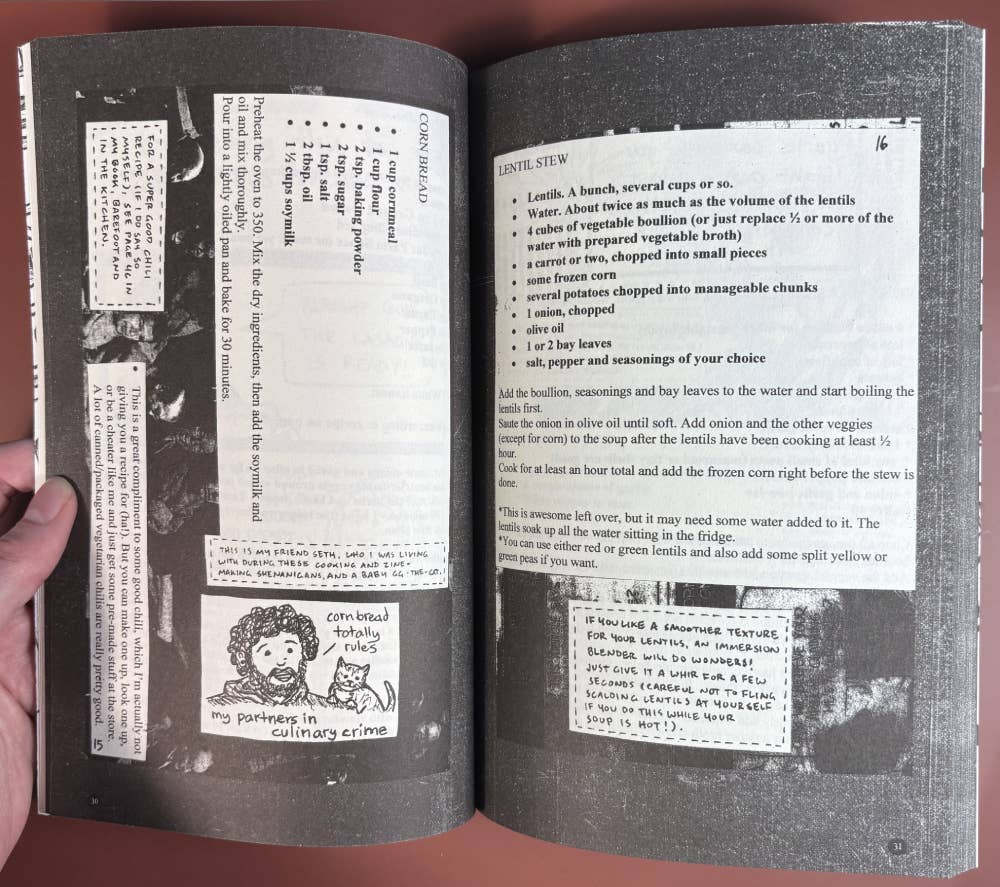 CORN BREAD
• 1 cup cornmeal
• 1 cup flour
• 2 tsp. baking powder
• 2 tsp. sugar
• 1 tsp. salt
• 2 tbsp. oil
• 1 ½ cups soymilk
Preheat the oven to 350. Mix the dry ingredients, then add the soymilk and
oil and mix thoroughly.
Pour into a lightly oiled pan and bake for 30 minutes.
FOR A SUPER GOOD CHILI
RECIPE (IF I DO SAY SO
MYSELF), SEE PAGE 46 IN
MY BOOK, BAREFOOT AND
IN THE KITCHEN.
• This is a great compliment to some good chili, which I'm actually not
giving you a recipe for (ha!). But you can make one up, look one up,
or be a cheater like me and just get some pre-made stuff at the store.
A lot of canned/packaged vegetarian chilis are really pretty good.
15
THIS IS MY FRIEND SETH, WHO I WAS LIVING
WITH DURING THESE COOKING AND ZINE-
MAKING SHENANIGANS, AND A BABY GG-THE-CAT.
corn bread
totally
rules
my partners in
culinary crime
30
16
LENTIL STEW
• Lentils. A bunch, several cups or so.
• Water. About twice as much as the volume of the lentils
• 4 cubes of vegetable boullion (or just replace ½ or more of the
water with prepared vegetable broth)
• a carrot or two, chopped into small pieces
• some frozen corn
• several potatoes chopped into manageable chunks
• 1 onion, chopped
• olive oil
• 1 or 2 bay leaves
• salt, pepper and seasonings of your choice
Add the boullion, seasonings and bay leaves to the water and start boiling the
lentils first.
Saute the onion in olive oil until soft. Add onion and the other veggies
(except for corn) to the soup after the lentils have been cooking at least ½
hour.
Cook for at least an hour total and add the frozen corn right before the stew is
done.
*This is awesome left over, but it may need some water added to it. The
lentils soak up all the water sitting in the fridge.
*You can use either red or green lentils and also add some split yellow or
green peas if you want.
IF YOU LIKE A SMOOTHER TEXTURE
FOR YOUR LENTILS, AN IMMERSION
BLENDER WILL DO WONDERS!
JUST GIVE IT A WHIR FOR A FEW
SECONDS (CAREFUL NOT TO FLING
SCALDING LENTILS AT YOURSELF
IF YOU DO THIS WHILE YOUR
SOUP IS HOT!).
31